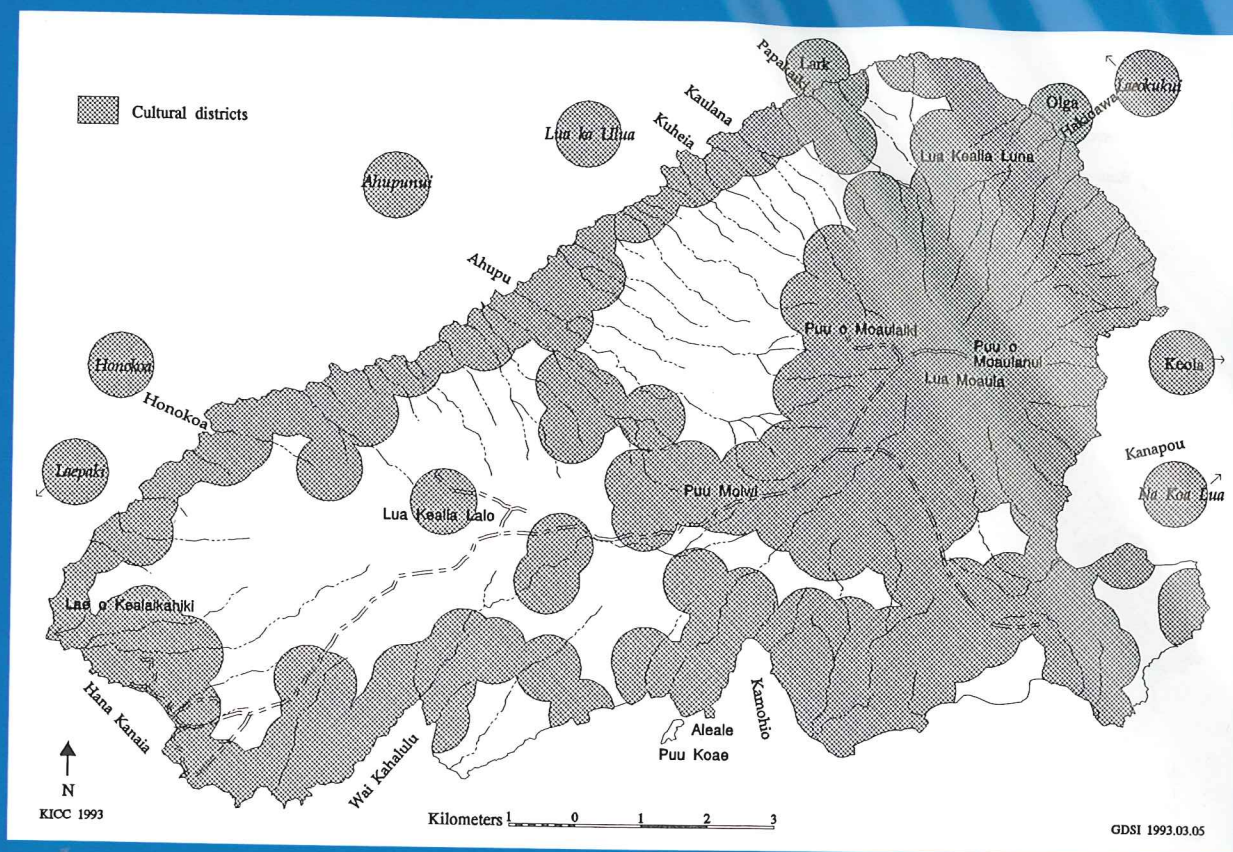 Cultural districts
Lark
Papakaiki
Kaulana
Kuheia
Lua ka Ulua
Ahupunui
Olga
Hakioawa
Laeokukui
Lua Kealia Luna
Ahupu
Puu o Moaulaiki
Puu o
Moaulanui
Lua Moaula
Keola
Honokoa
Honokoa
Kanapou
Na Koa Lua
Laepaki
Puu Moiwi
Lua Kealia Lalo
Lae o Kealaikahiki
Hana Kanaia
Wai Kahalulu
Kamohio
Aleale
Puu Koae
N
KICC 1993
Kilometers 1 0 1 2 3
GDSI 1993.03.05